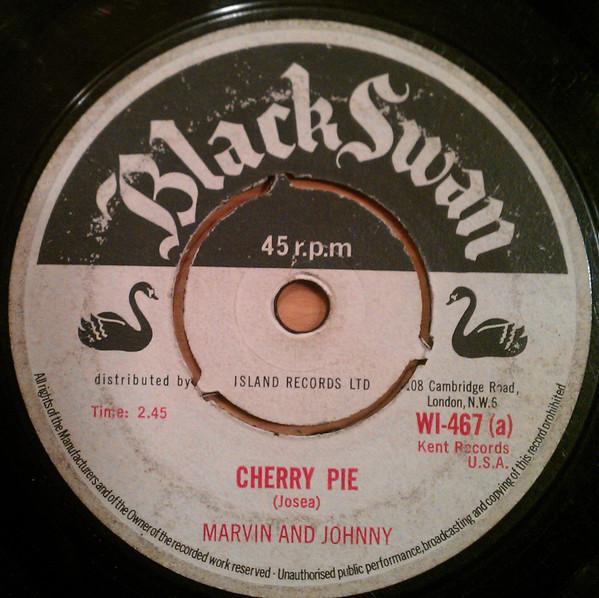 Black Swan
45 r.p.m
distributed by ISLAND RECORDS LTD 108 Cambridge Road,
London, N.W.6
Time: 2.45
WI-467 (a)
Kent Records
U.S.A.
CHERRY PIE
(Josea)
MARVIN AND JOHNNY
All rights of the Manufacturers and of the Owner of the recorded work reserved · Unauthorised public performance, broadcasting and copying of this record prohibited